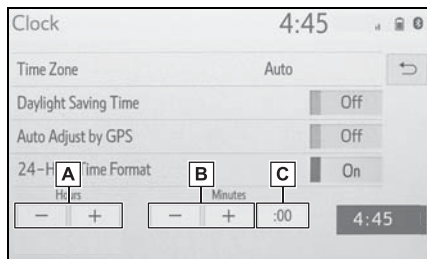 Clock 4:45
Time Zone Auto
Daylight Saving Time Off
Auto Adjust by GPS Off
24-H Time Format On
A B C
Hours Minutes
- + - + :00 4:45